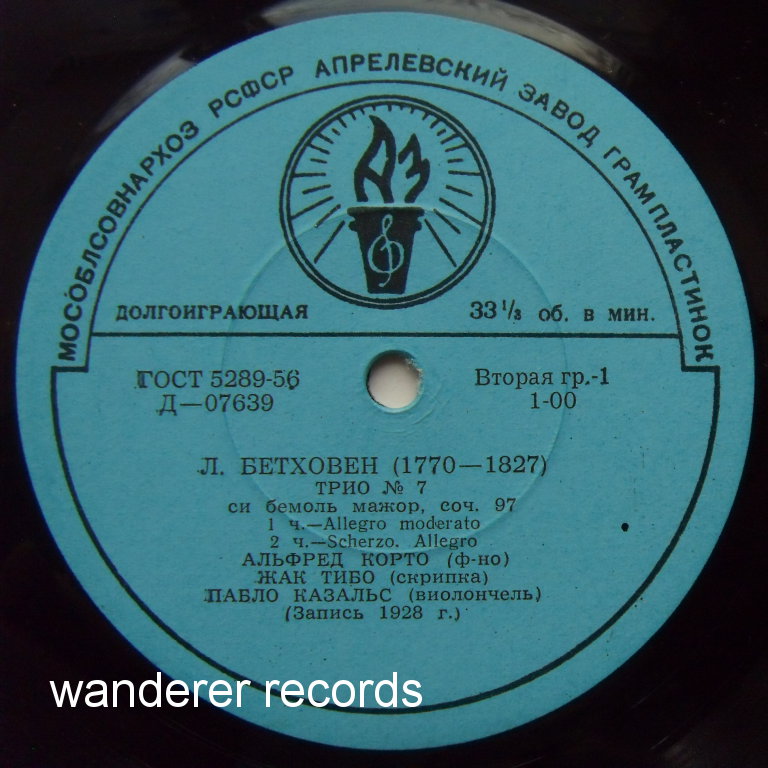 МОСОБЛСОВНАРХОЗ РСФСР АПРЕЛЕВСКИЙ ЗАВОД ГРАМПЛАСТИНОК
АЗ
ДОЛГОИГРАЮЩАЯ
33 1/3 об. в мин.
ГОСТ 5289-56
Д—07639
Вторая гр.-1
1-00
Л. БЕТХОВЕН (1770—1827)
ТРИО № 7
си бемоль мажор, соч. 97
1 ч.—Allegro moderato
2 ч.—Scherzo. Allegro
АЛЬФРЕД КОРТО (ф-но)
ЖАК ТИБО (скрипка)
ПАБЛО КАЗАЛЬС (виолончель)
(Запись 1928 г.)
wanderer records